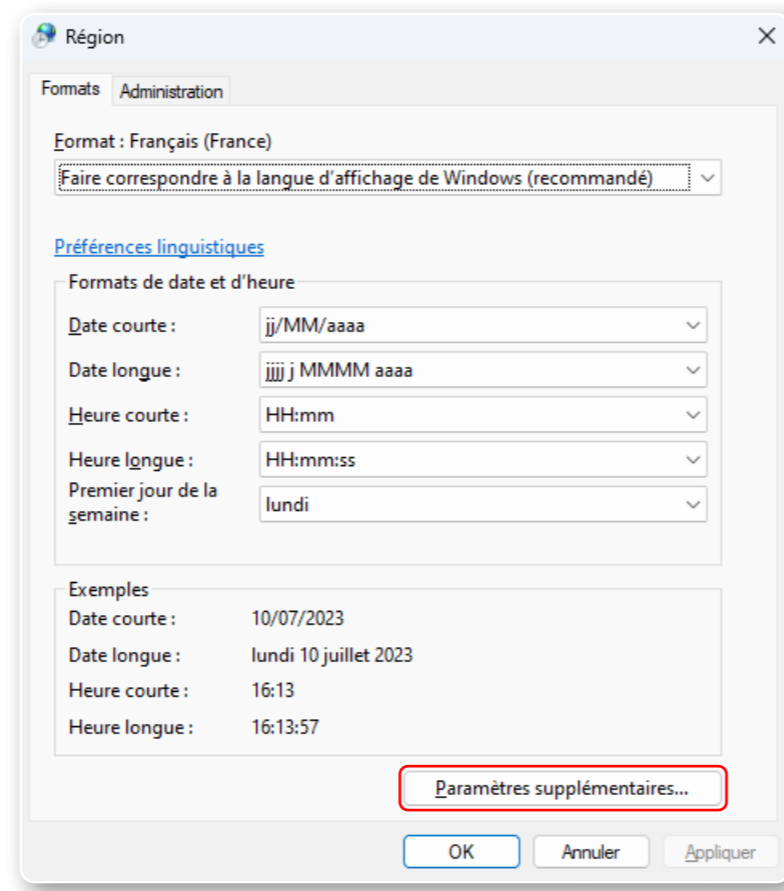 Région
Formats
Administration
Format : Français (France)
Faire correspondre à la langue d'affichage de Windows (recommandé)
Préférences linguistiques
Formats de date et d'heure
Date courte :
jj/MM/aaaa
Date longue :
jjjj j MMMM aaaa
Heure courte :
HH:mm
Heure longue :
HH:mm:ss
Premier jour de la
semaine :
lundi
Exemples
Date courte :
10/07/2023
Date longue :
lundi 10 juillet 2023
Heure courte :
16:13
Heure longue :
16:13:57
Paramètres supplémentaires...
OK
Annuler
Appliquer